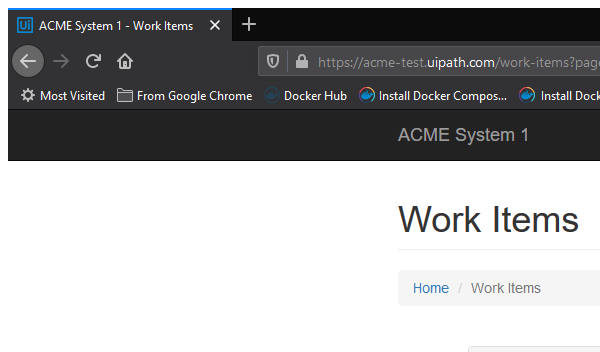 Ui ACME System 1 - Work Items
https://acme-test.uipath.com/work-items?pag
Most Visited From Google Chrome Docker Hub Install Docker Compos... Install Dock
ACME System 1
Work Items
Home / Work Items